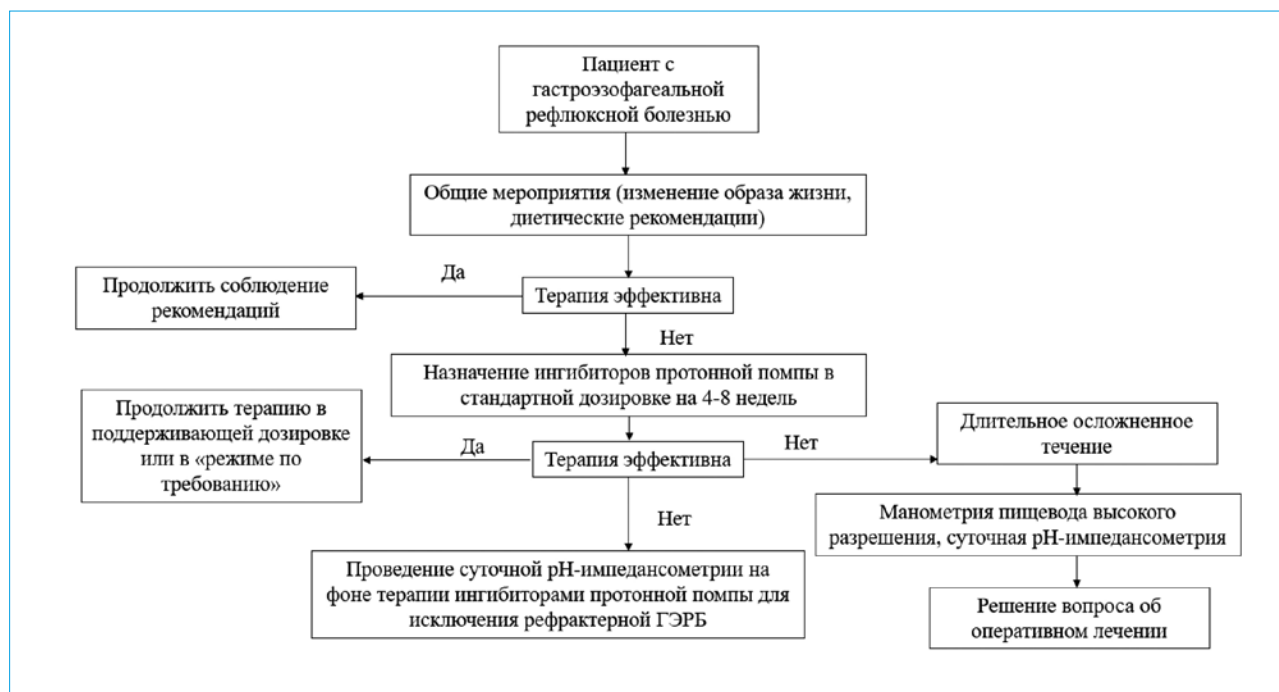 Пациент с
гастроэзофагеальной
рефлюксной болезнью
Общие мероприятия (изменение образа жизни,
диетические рекомендации)
Да
Продолжить соблюдение
рекомендаций
Терапия эффективна
Нет
Назначение ингибиторов протонной помпы в
стандартной дозировке на 4-8 недель
Продолжить терапию в
поддерживающей дозировке
или в «режиме по
требованию»
Да
Терапия эффективна
Нет
Длительное осложненное
течение
Нет
Манометрия пищевода высокого
разрешения, суточная pH-импедансометрия
Проведение суточной pH-импедансометрии на
фоне терапии ингибиторами протонной помпы для
исключения рефрактерной ГЭРБ
Решение вопроса об
оперативном лечении